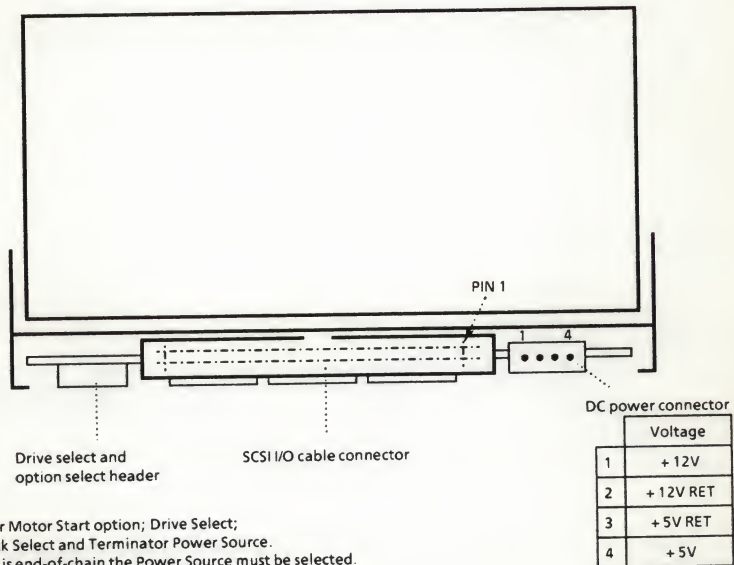 PIN 1
1 4
DC power connector
Drive select and
option select header
SCSI I/O cable connector
Voltage
1 + 12V
2 + 12V RET
3 + 5V RET
4 + 5V
Motor Start option; Drive Select;
Select and Terminator Power Source.
is end-of-chain the Power Source must be selected.